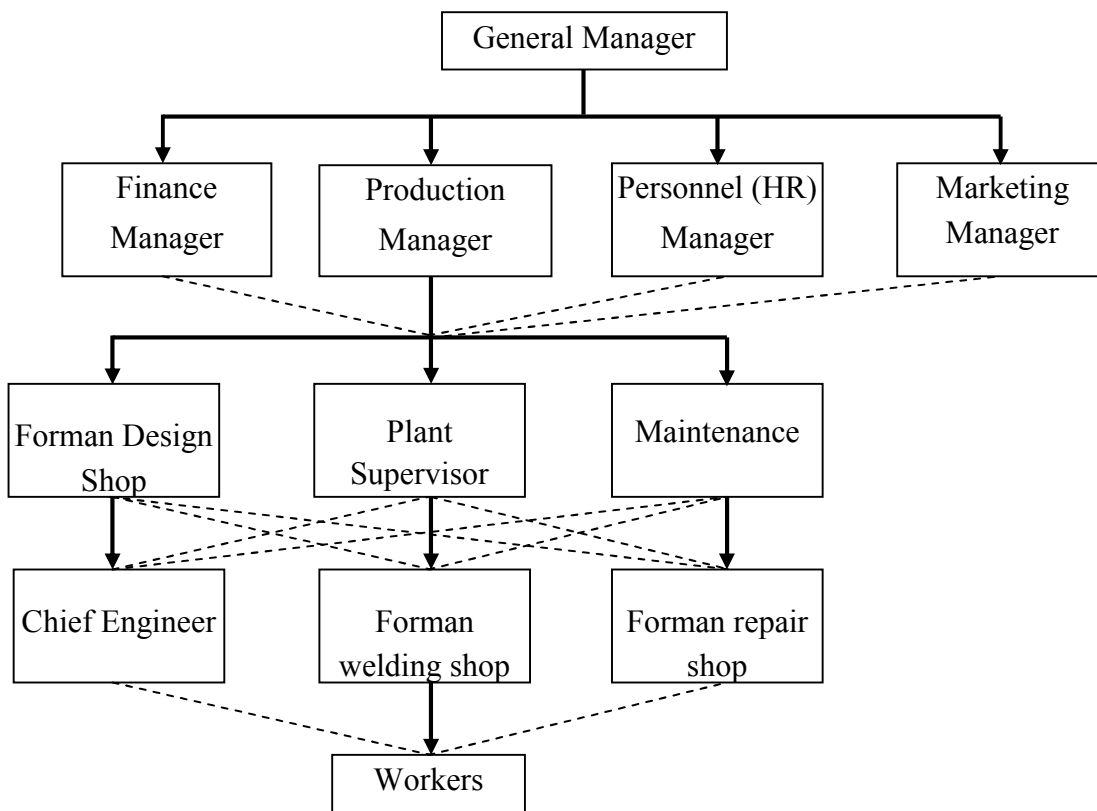 General Manager
Finance
Manager
Production
Manager
Personnel (HR)
Manager
Marketing
Manager
Forman Design
Shop
Plant
Supervisor
Maintenance
Chief Engineer
Forman
welding shop
Forman repair
shop
Workers